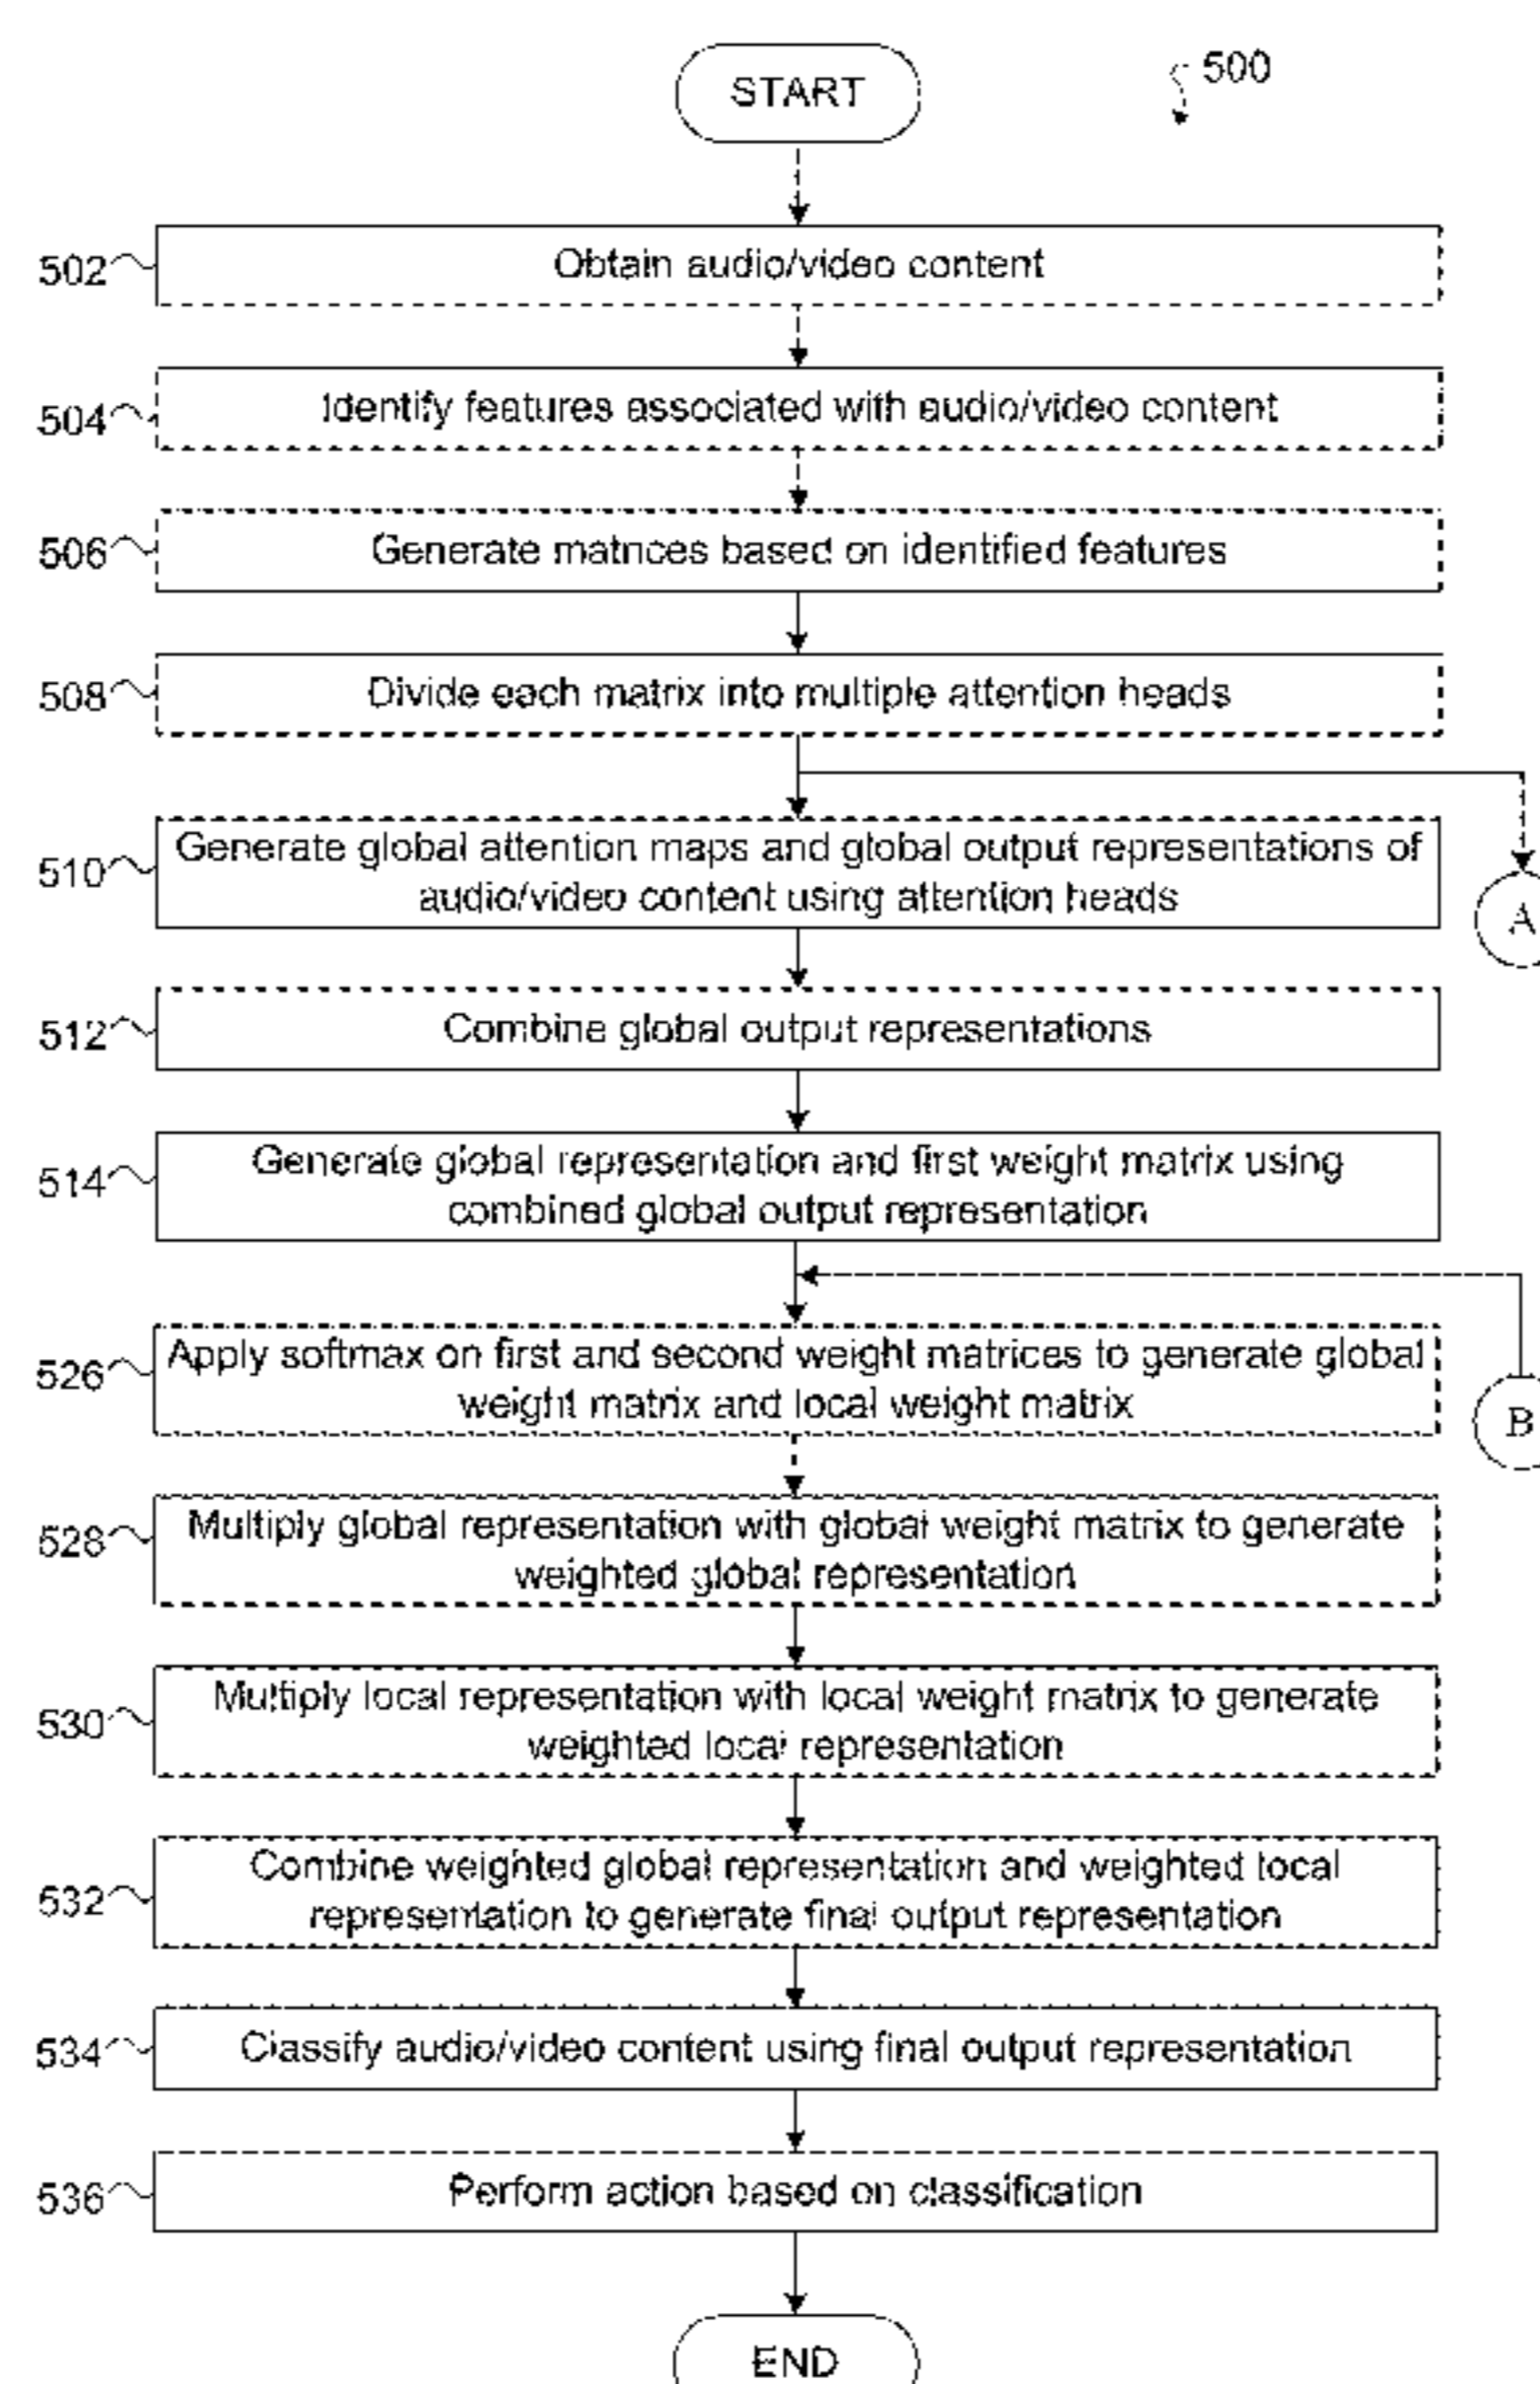 START
500
502
Obtain audio/video content
504
Identify features associated with audio/video content
506
Generate matrices based on identified features
508
Divide each matrix into multiple attention heads
510
Generate global attention maps and global output representations of
audio/video content using attention heads
A
512
Combine global output representations
514
Generate global representation and first weight matrix using
combined global output representation
526
Apply softmax on first and second weight matrices to generate global
weight matrix and local weight matrix
B
528
Multiply global representation with global weight matrix to generate
weighted global representation
530
Multiply local representation with local weight matrix to generate
weighted local representation
532
Combine weighted global representation and weighted local
representation to generate final output representation
534
Classify audio/video content using final output representation
536
Perform action based on classification
END